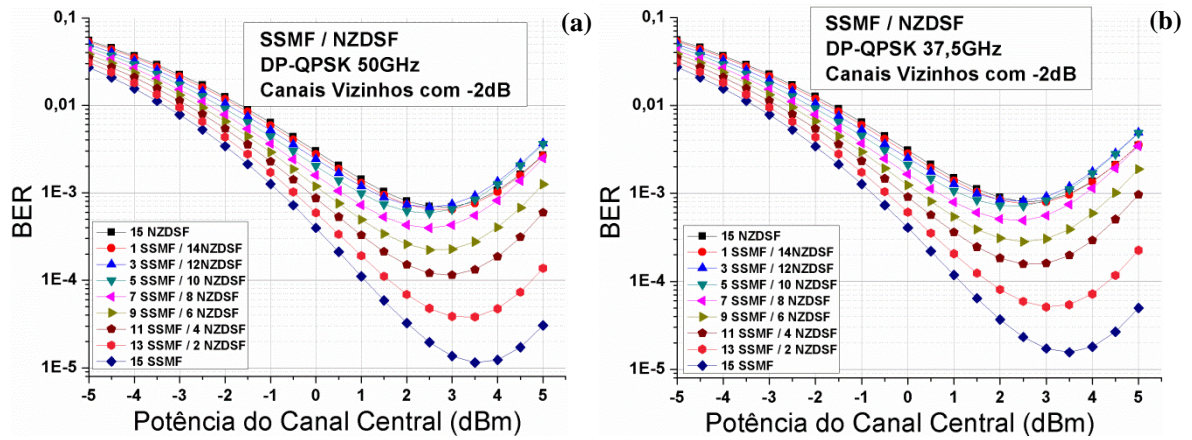 (a)
SSMF / NZDSF
DP-QPSK 50GHz
Canais Vizinhos com -2dB
BER
0,1
0,01
1E-3
1E-4
1E-5
15 NZDSF
1 SSMF / 14NZDSF
3 SSMF / 12NZDSF
5 SSMF / 10 NZDSF
7 SSMF / 8 NZDSF
9 SSMF / 6 NZDSF
11 SSMF / 4 NZDSF
13 SSMF / 2 NZDSF
15 SSMF
-5 -4 -3 -2 -1 0 1 2 3 4 5
Potência do Canal Central (dBm)
(b)
SSMF / NZDSF
DP-QPSK 37,5GHz
Canais Vizinhos com -2dB
BER
0,1
0,01
1E-3
1E-4
1E-5
15 NZDSF
1 SSMF / 14NZDSF
3 SSMF / 12NZDSF
5 SSMF / 10 NZDSF
7 SSMF / 8 NZDSF
9 SSMF / 6 NZDSF
11 SSMF / 4 NZDSF
13 SSMF / 2 NZDSF
15 SSMF
-5 -4 -3 -2 -1 0 1 2 3 4 5
Potência do Canal Central (dBm)